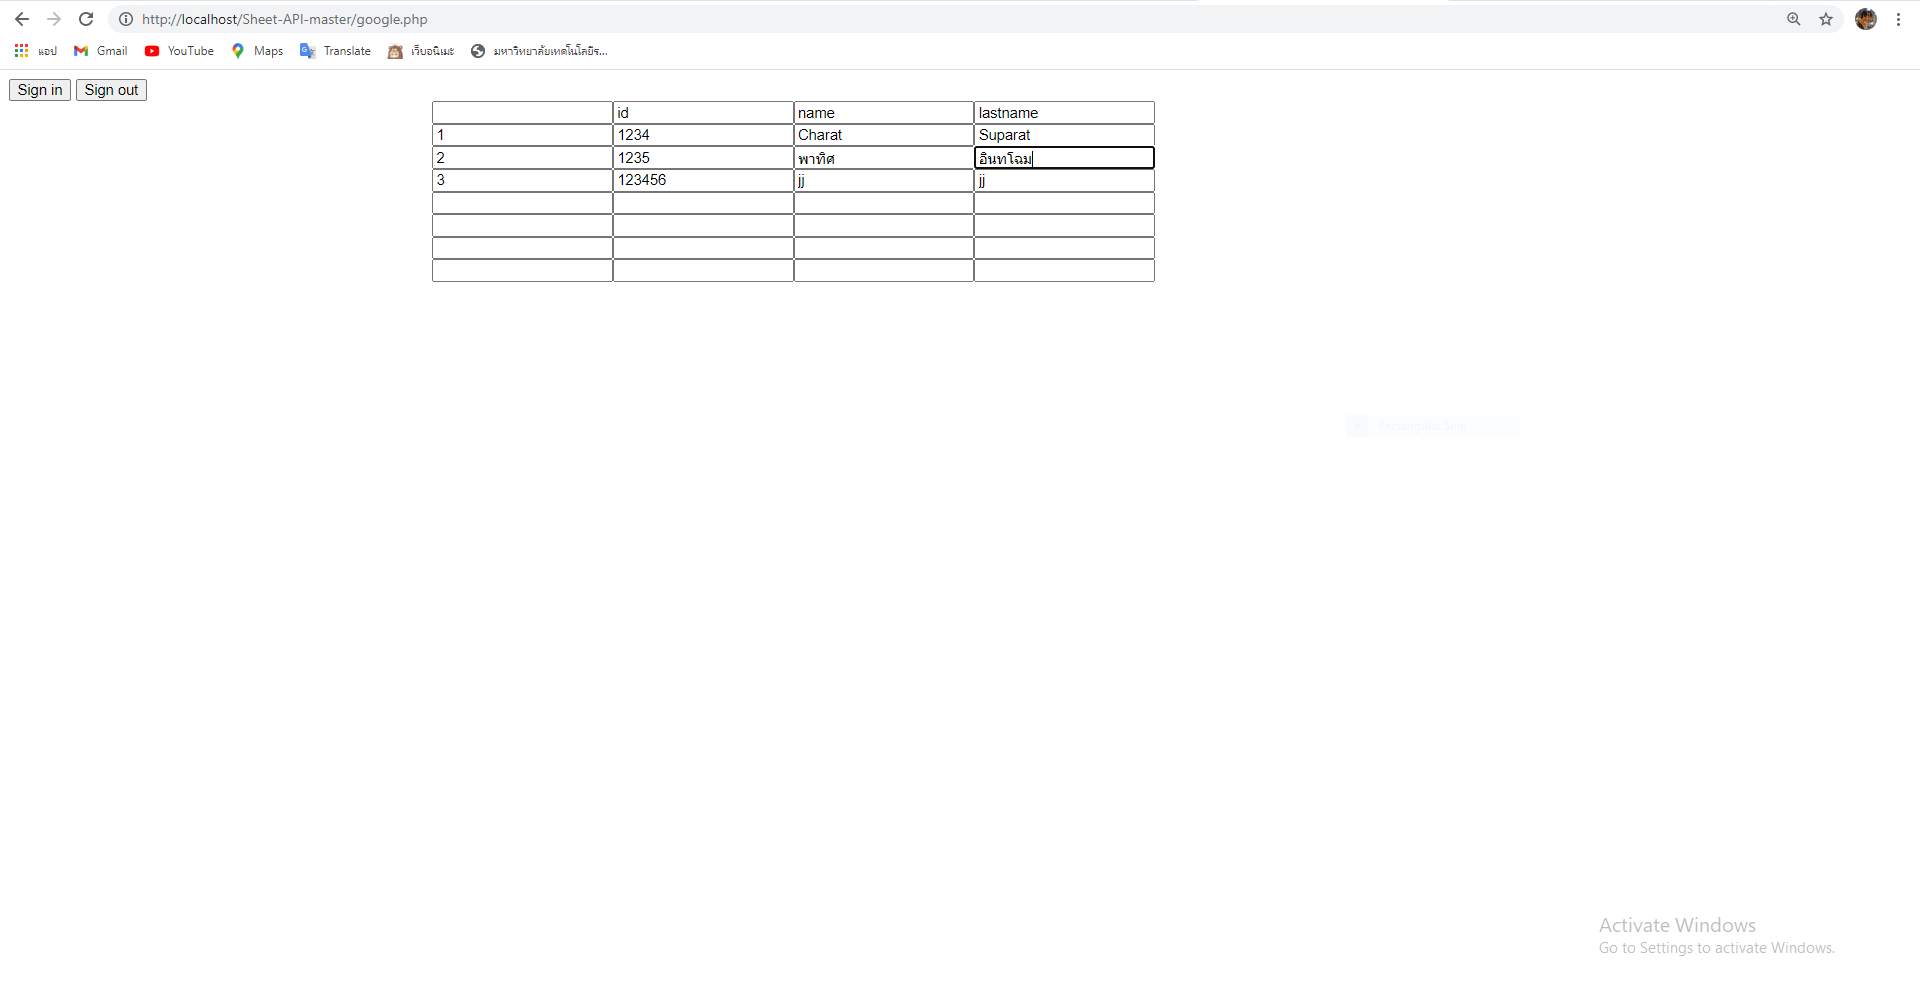 http://localhost/Sheet-API-master/google.php
แอป Gmail YouTube Maps Translate เว็บอนิเมะ มหาวิทยาลัยเทคโนโลยีร...
Sign in Sign out
id name lastname
1 1234 Charat Suparat
2 1235 พาทิศ อินทโฉม
3 123456 jj jj
Rectangular Snip
Activate Windows
Go to Settings to activate Windows.